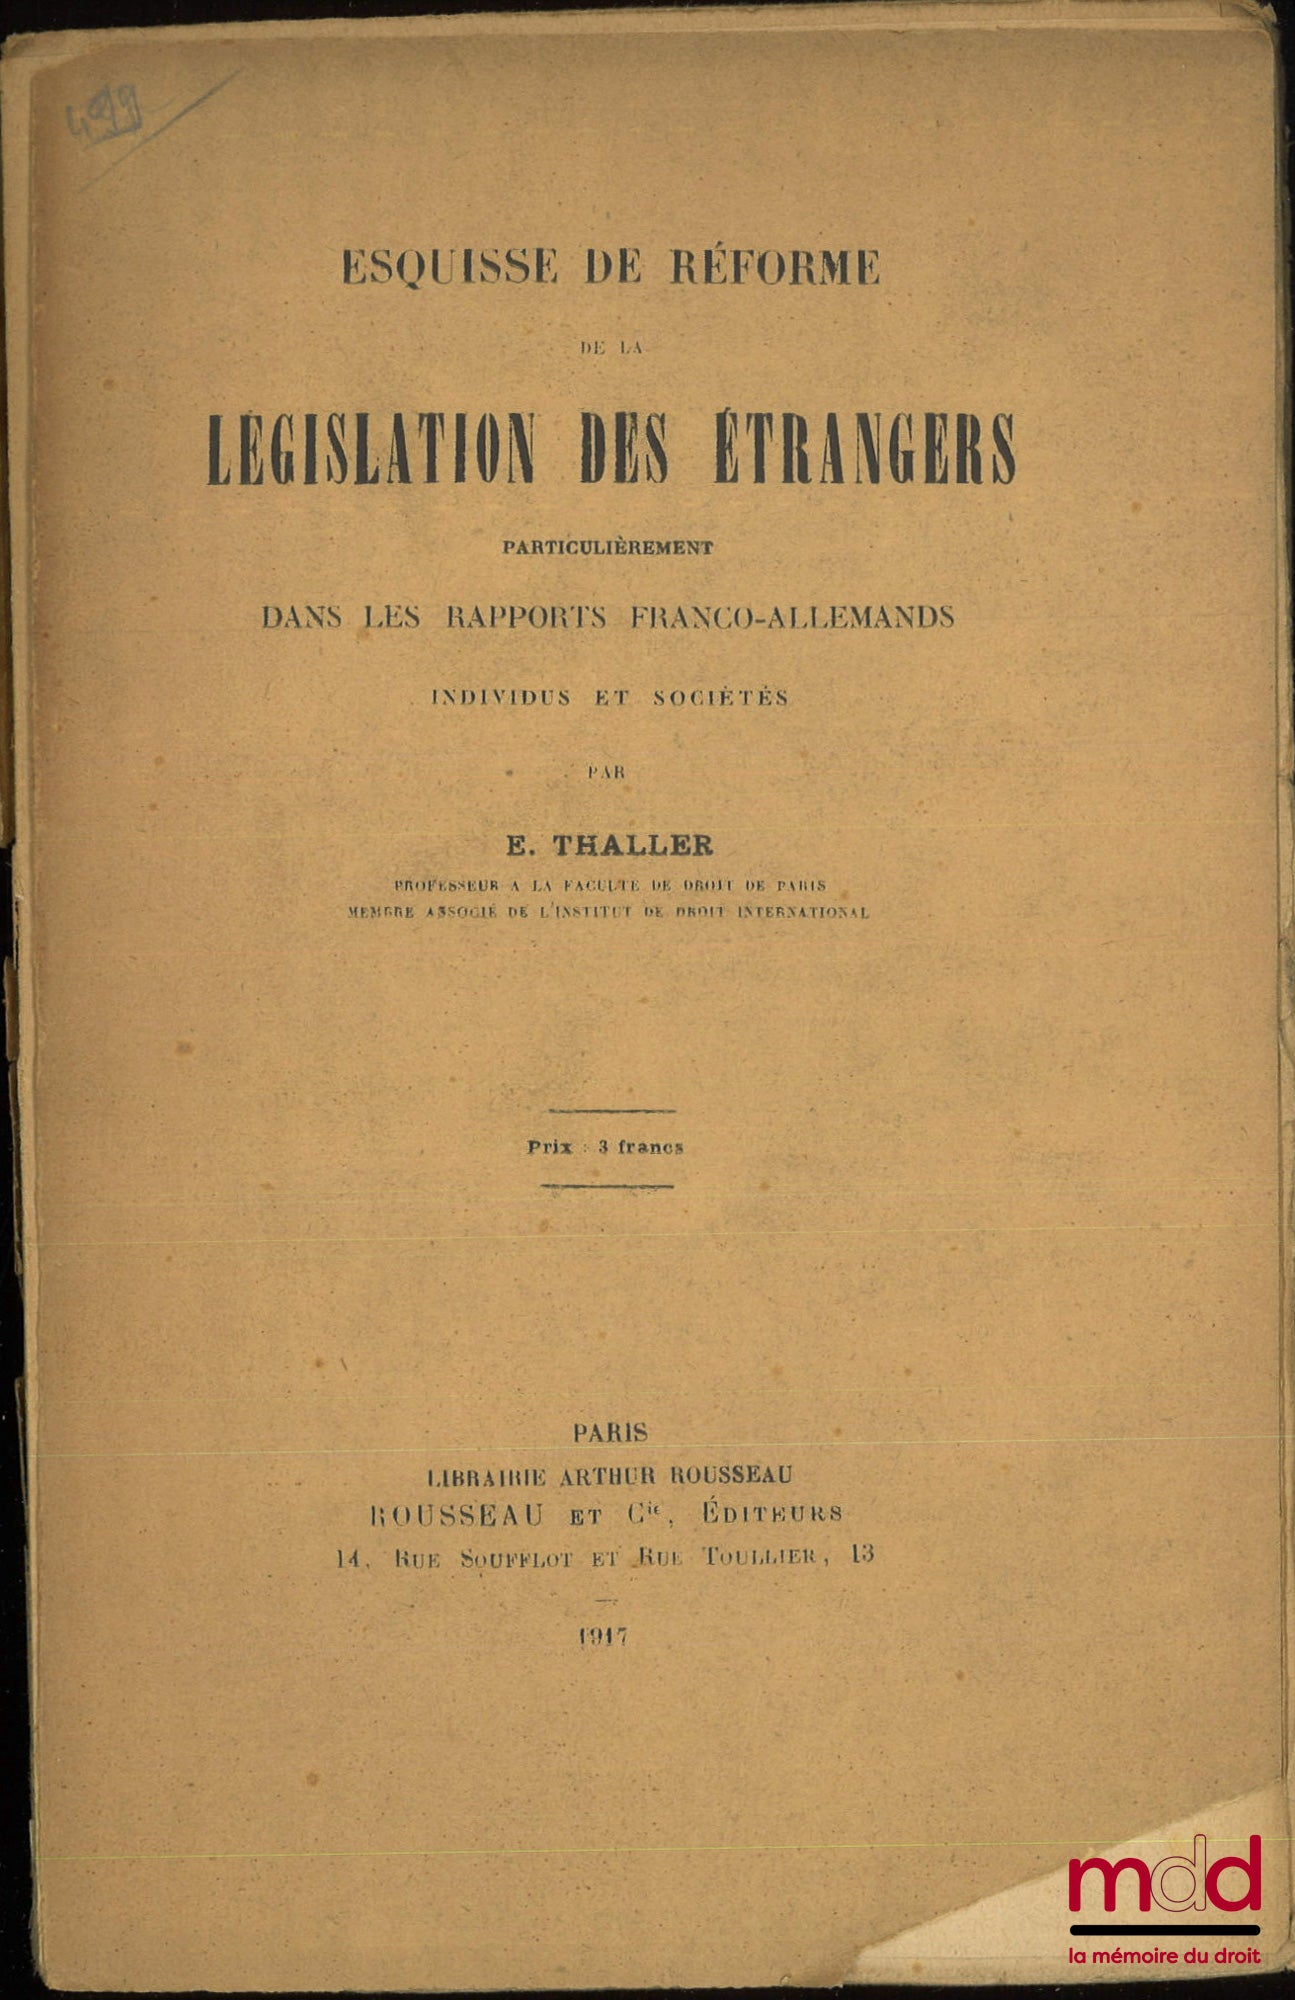 499
ESQUISSE DE RÉFORME
DE LA
LÉGISLATION DES ÉTRANGERS
PARTICULIÈREMENT
DANS LES RAPPORTS FRANCO-ALLEMANDS
INDIVIDUS ET SOCIÉTÉS
PAR
E. THALLER
PROFESSEUR A LA FACULTÉ DE DROIT DE PARIS
MEMBRE ASSOCIÉ DE L'INSTITUT DE DROIT INTERNATIONAL
Prix : 3 francs
PARIS
LIBRAIRIE ARTHUR ROUSSEAU
ROUSSEAU ET Cie, ÉDITEURS
14, RUE SOUFFLOT ET RUE TOULLIER, 13
1917
mdd
la mémoire du droit